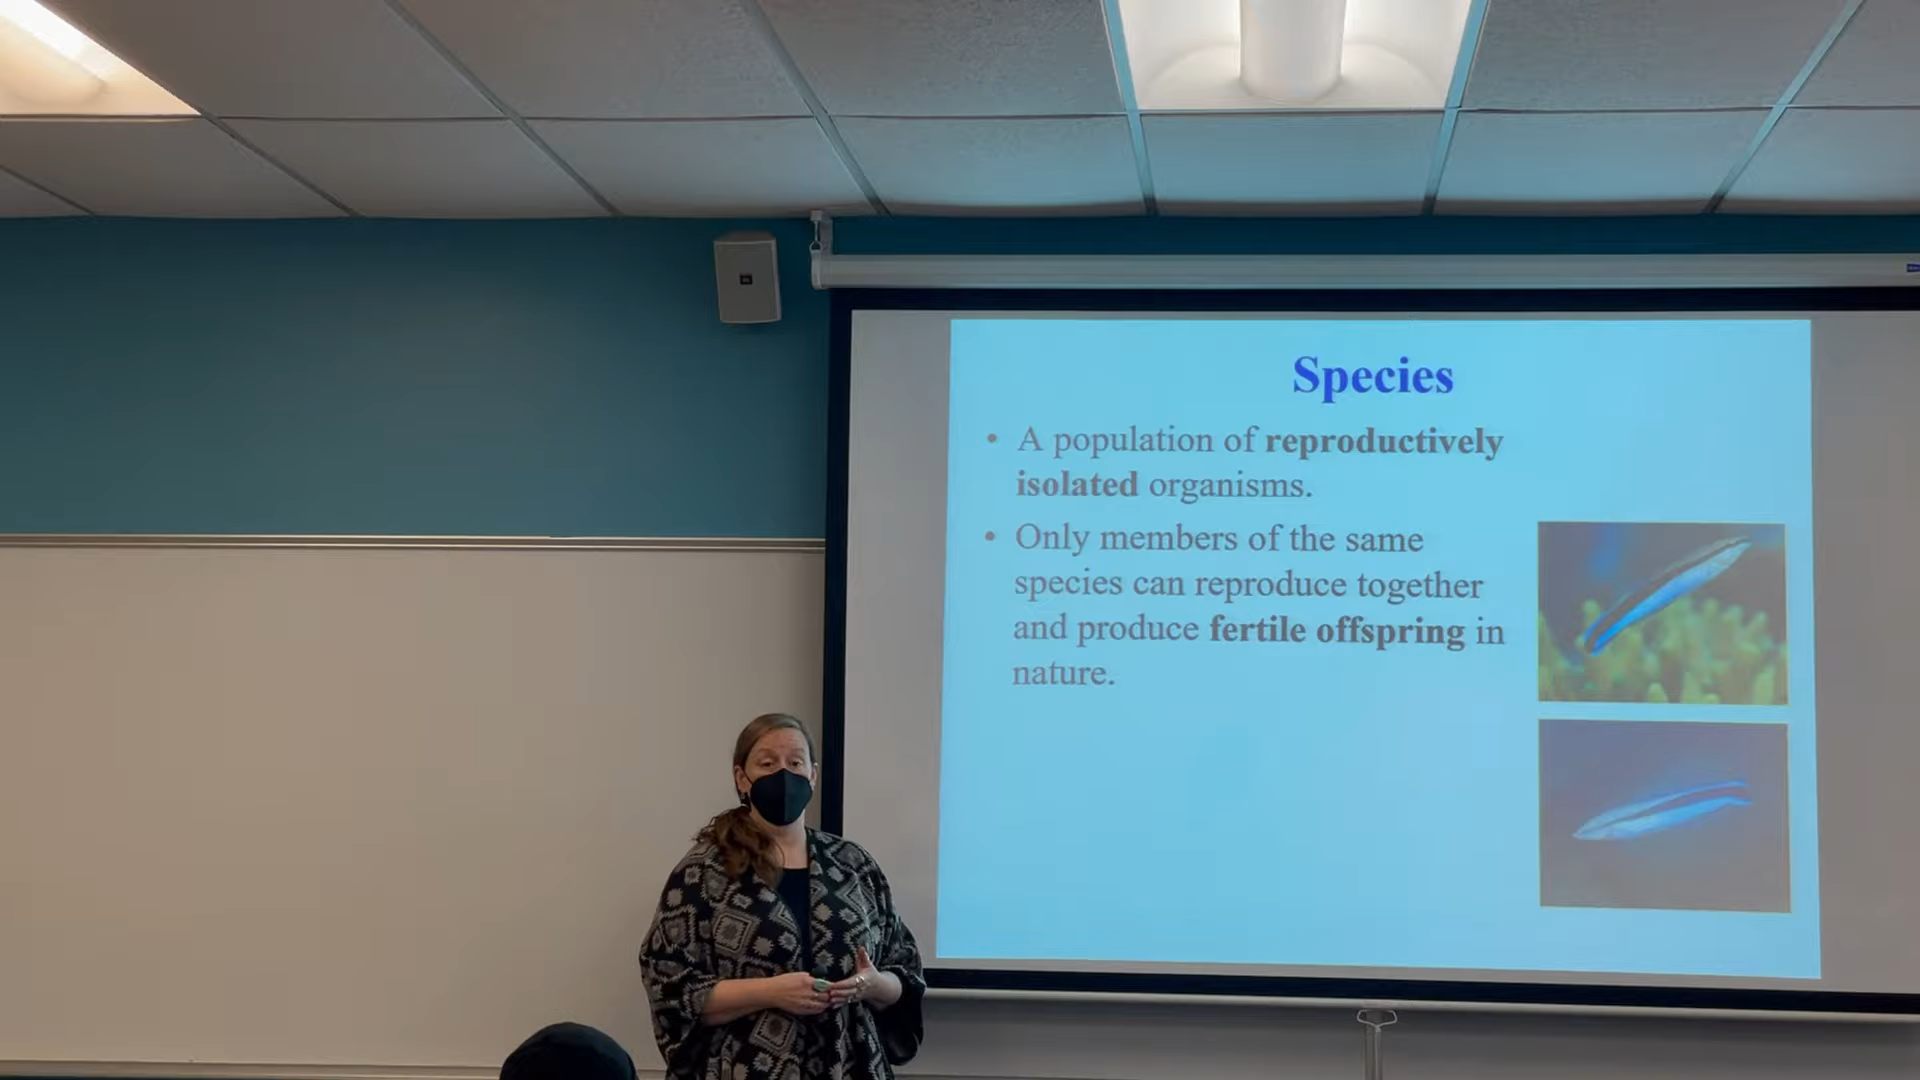 Species
• A population of reproductively
isolated organisms.
• Only members of the same
species can reproduce together
and produce fertile offspring in
nature.